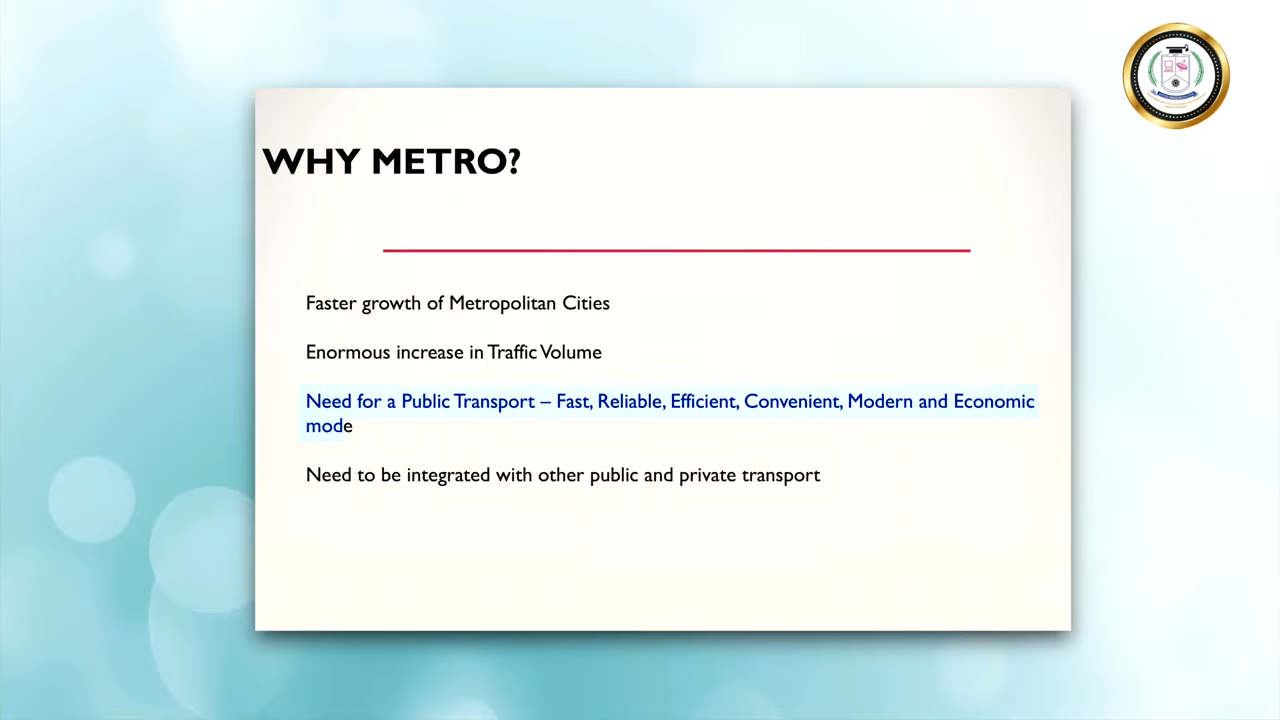 WHY METRO?
Faster growth of Metropolitan Cities
Enormous increase in Traffic Volume
Need for a Public Transport – Fast, Reliable, Efficient, Convenient, Modern and Economic
mode
Need to be integrated with other public and private transport